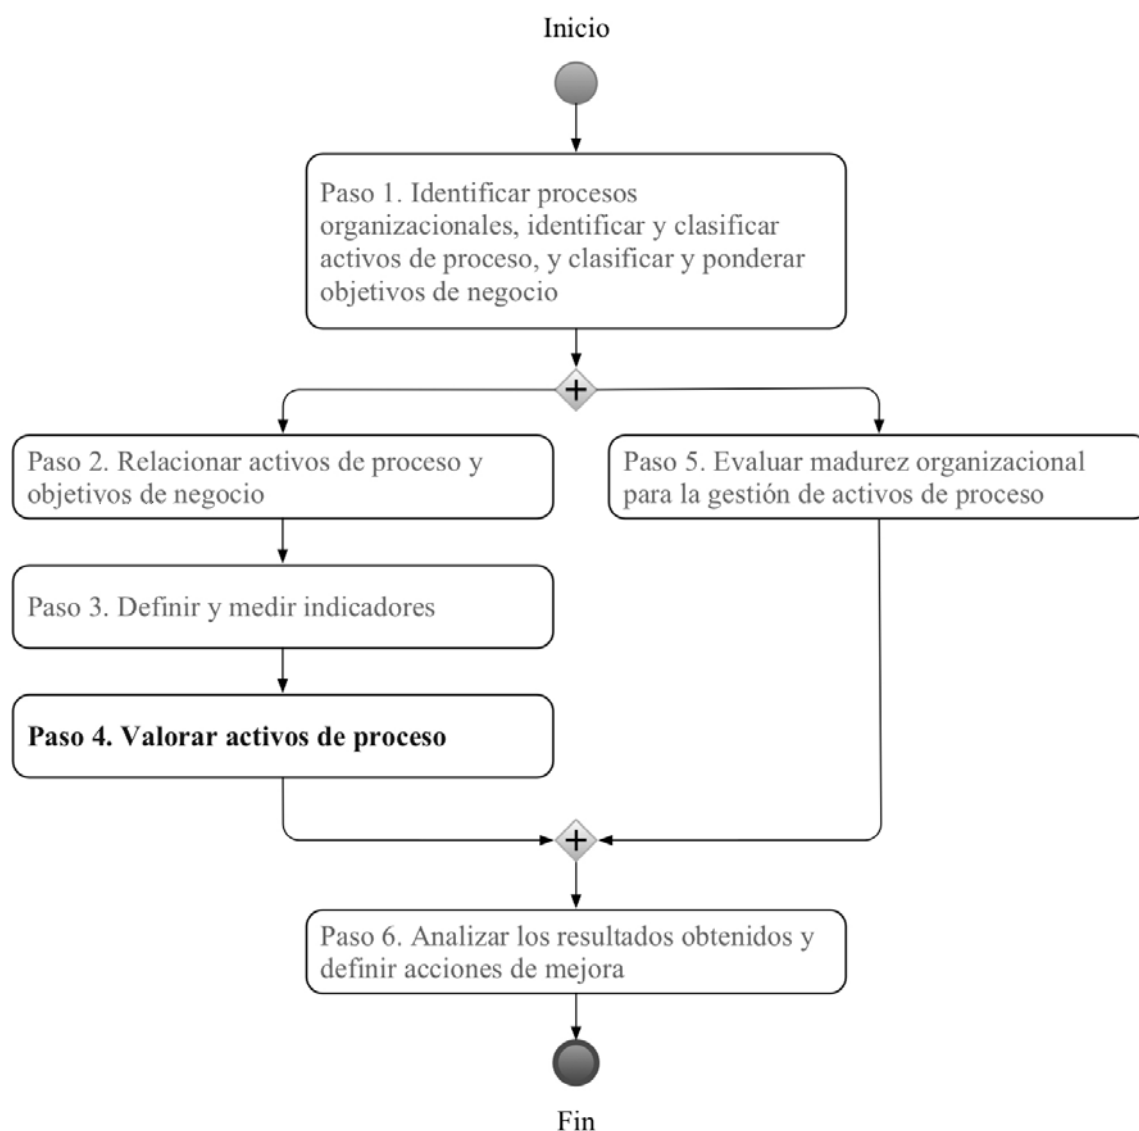 Inicio
Paso 1. Identificar procesos
organizacionales, identificar y clasificar
activos de proceso, y clasificar y ponderar
objetivos de negocio
Paso 2. Relacionar activos de proceso y
objetivos de negocio
Paso 5. Evaluar madurez organizacional
para la gestión de activos de proceso
Paso 3. Definir y medir indicadores
Paso 4. Valorar activos de proceso
Paso 6. Analizar los resultados obtenidos y
definir acciones de mejora
Fin